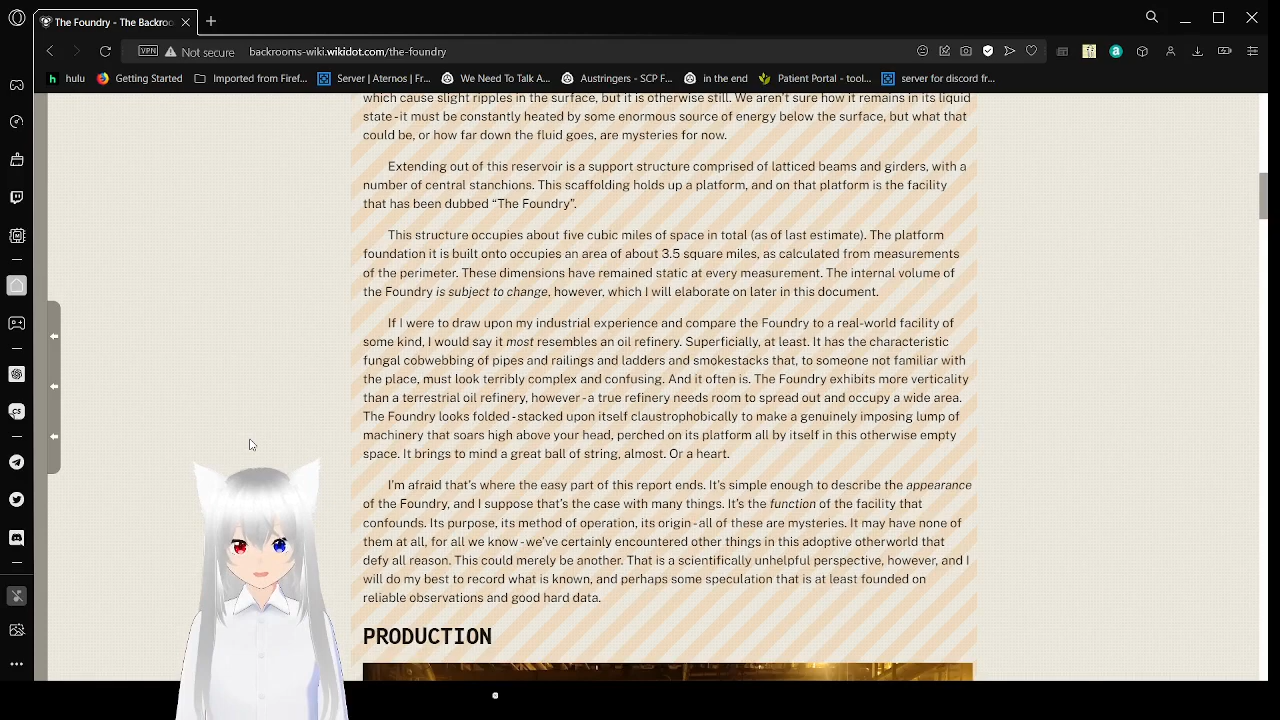 The Foundry - The Backroo
Not secure
backrooms-wiki.wikidot.com/the-foundry
VPN
hulu
Getting Started
Imported from Firef...
Server | Aternos | Fr...
We Need To Talk A...
Austringers - SCP F...
in the end
Patient Portal - tool...
server for discord fr...
which cause slight ripples in the surface, but it is otherwise still. We aren't sure how it remains in its liquid
state - it must be constantly heated by some enormous source of energy below the surface, but what that
could be, or how far down the fluid goes, are mysteries for now.
Extending out of this reservoir is a support structure comprised of latticed beams and girders, with a
number of central stanchions. This scaffolding holds up a platform, and on that platform is the facility
that has been dubbed “The Foundry”.
This structure occupies about five cubic miles of space in total (as of last estimate). The platform
foundation it is built onto occupies an area of about 3.5 square miles, as calculated from measurements
of the perimeter. These dimensions have remained static at every measurement. The internal volume of
the Foundry is subject to change, however, which I will elaborate on later in this document.
If I were to draw upon my industrial experience and compare the Foundry to a real-world facility of
some kind, I would say it most resembles an oil refinery. Superficially, at least. It has the characteristic
fungal cobwebbing of pipes and railings and ladders and smokestacks that, to someone not familiar with
the place, must look terribly complex and confusing. And it often is. The Foundry exhibits more verticality
than a terrestrial oil refinery, however - a true refinery needs room to spread out and occupy a wide area.
The Foundry looks folded - stacked upon itself claustrophobically to make a genuinely imposing lump of
machinery that soars high above your head, perched on its platform all by itself in this otherwise empty
space. It brings to mind a great ball of string, almost. Or a heart.
I'm afraid that's where the easy part of this report ends. It's simple enough to describe the appearance
of the Foundry, and I suppose that's the case with many things. It's the function of the facility that
confounds. Its purpose, its method of operation, its origin - all of these are mysteries. It may have none of
them at all, for all we know - we've certainly encountered other things in this adoptive otherworld that
defy all reason. This could merely be another. That is a scientifically unhelpful perspective, however, and I
will do my best to record what is known, and perhaps some speculation that is at least founded on
reliable observations and good hard data.
PRODUCTION